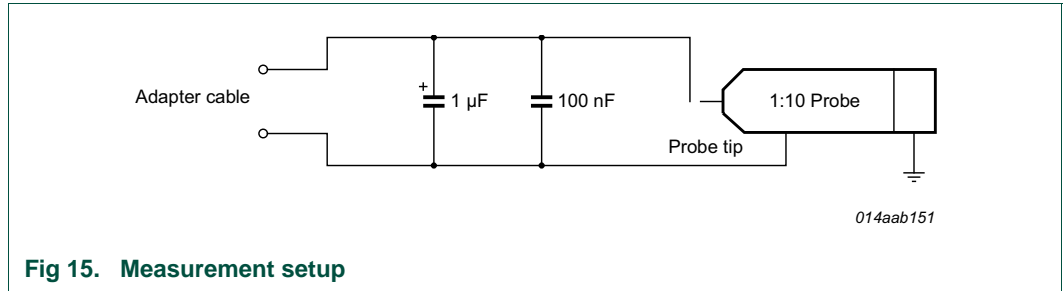 Adapter cable
+
1 µF
100 nF
1:10 Probe
Probe tip
014aab151
Fig 15. Measurement setup